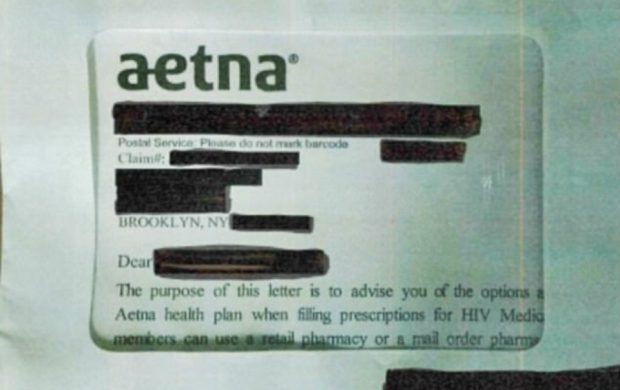 aetna®
Postal Service: Please do not mark barcode
Claim#:
BROOKLYN, NY
Dear
The purpose of this letter is to advise you of the options a
Aetna health plan when filling prescriptions for HIV Medic
members can use a retail pharmacy or a mail order pharm